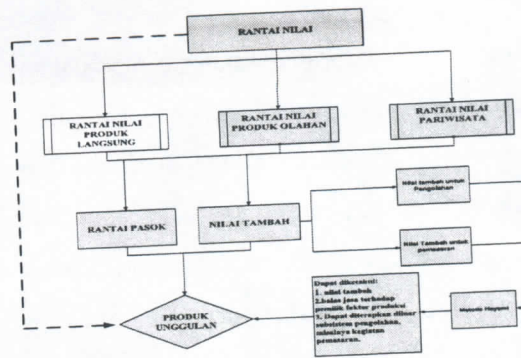 RANTAI NILAI
RANTAI NILAI
PRODUK
LANGSUNG
RANTAI NILAI
PRODUK OLAHAN
RANTAI NILAI
PARIWISATA
RANTAI PASOK
NILAI TAMBAH
Nilai tambah untuk
Pengolahan
Nilai Tambah untuk
pemasaran
PRODUK
UNGGULAN
Dapat diketahui:
1. nilai tambah
2.balas jasa terhadap
pemilik faktor produksi
3. Dapat diterapkan diluar
subsistem pengolahan,
misalnya kegiatan
pemasaran.
Metode Hayami